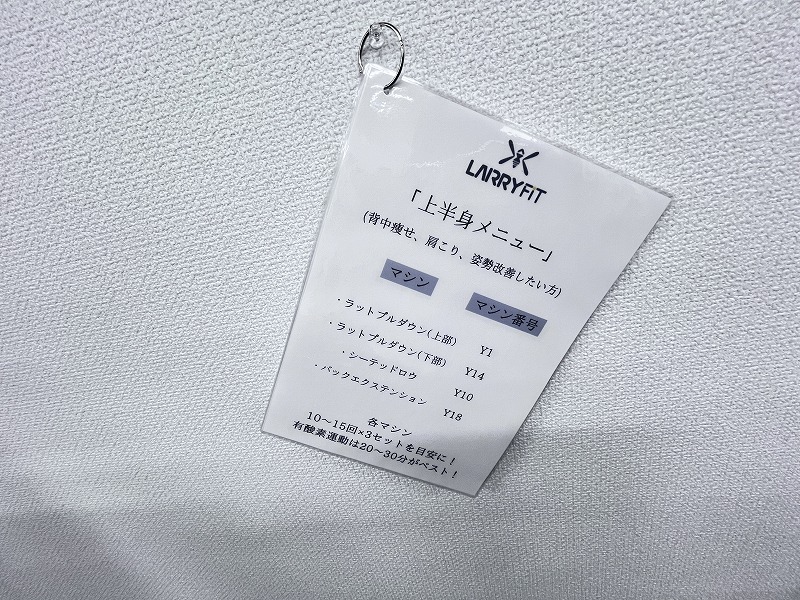 LARRYFIT
「上半身メニュー」
(背中痩せ、肩こり、姿勢改善したい方)
マシン マシン番号
・ラットプルダウン(上部) Y1
・ラットプルダウン(下部) Y14
・シーテッドロウ Y10
・バックエクステンション Y18
各マシン
10〜15回×3セットを目安に！
有酸素運動は20〜30分がベスト！